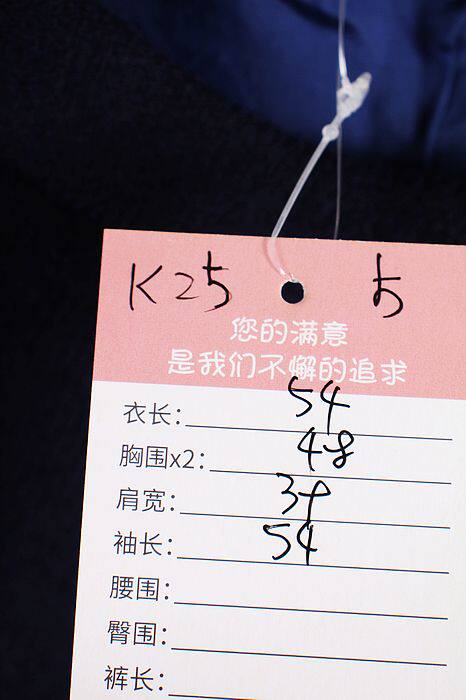 K25 5
您的满意
是我们不懈的追求
衣长: 54
胸围x2: 48
肩宽: 39
袖长: 54
腰围:
臀围:
裤长: